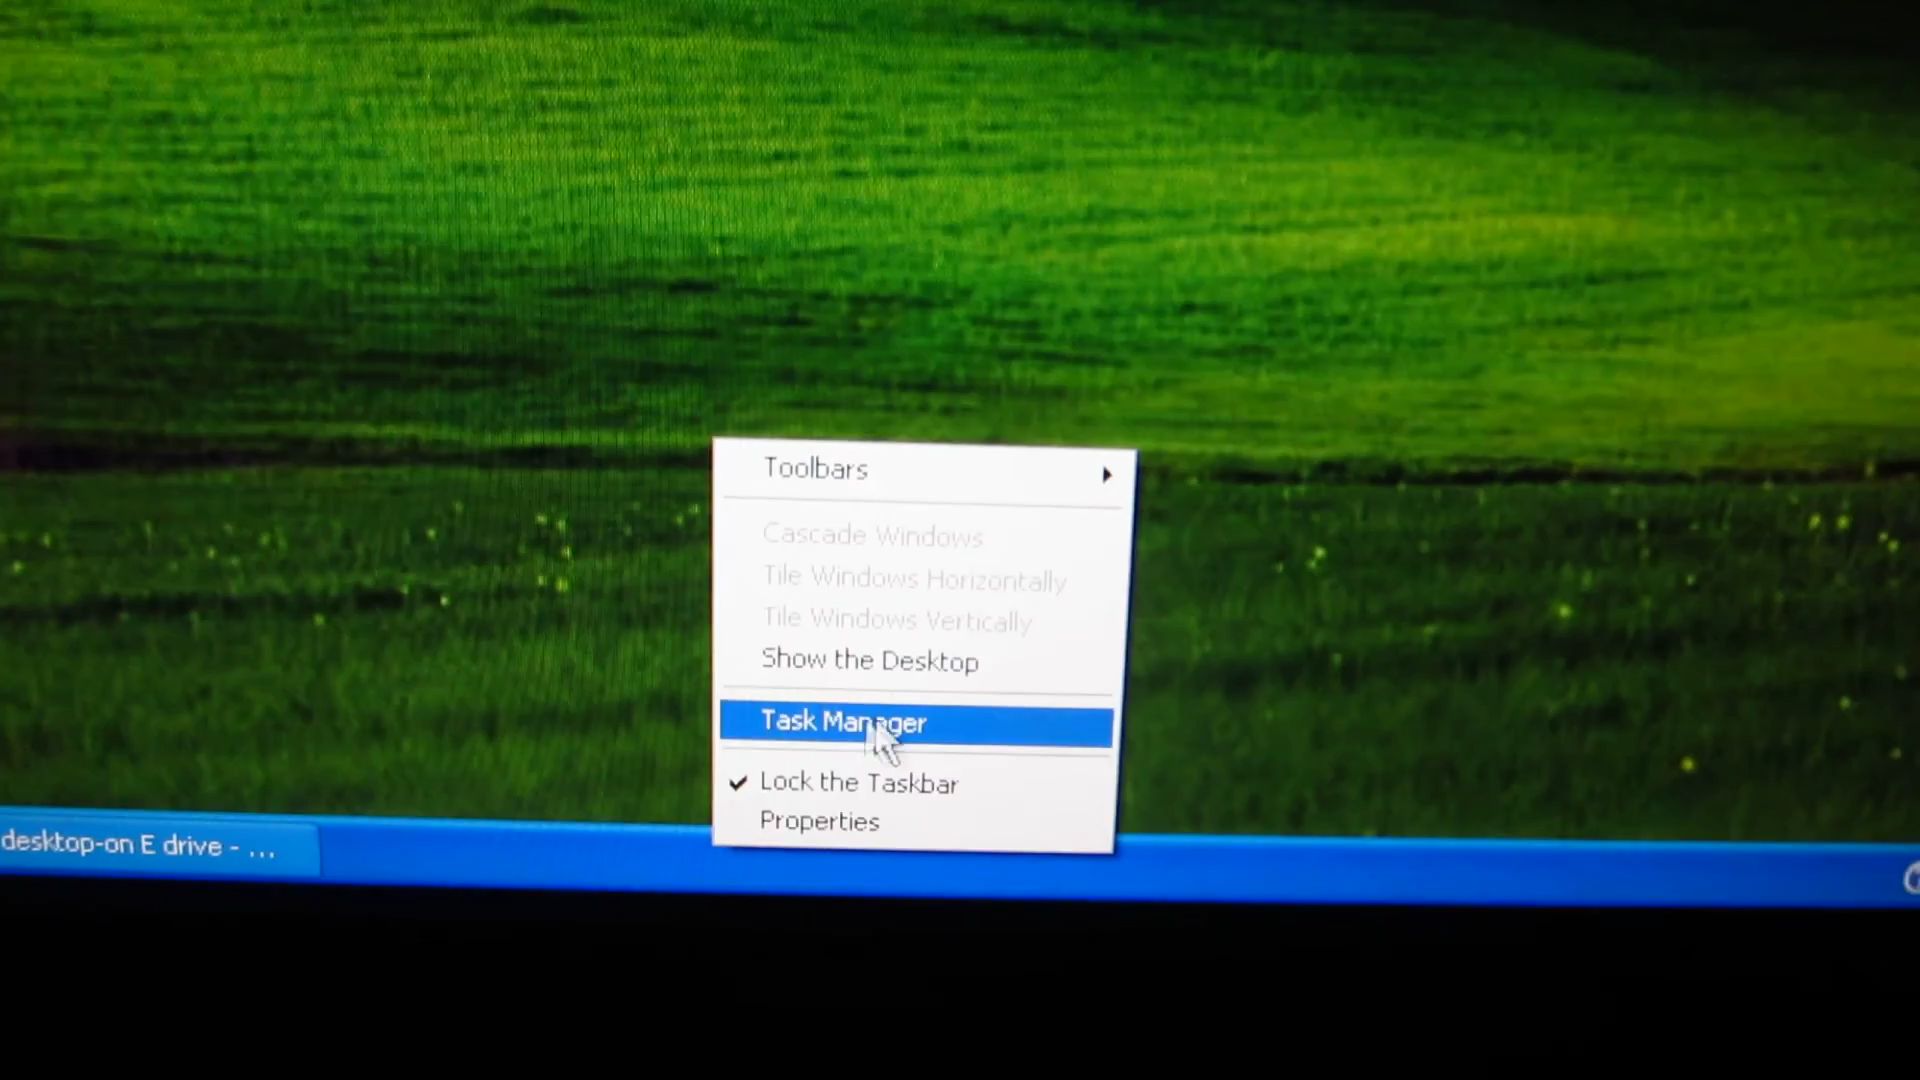 Toolbars
Cascade Windows
Tile Windows Horizontally
Tile Windows Vertically
Show the Desktop
Task Manager
Lock the Taskbar
Properties
desktop-on E drive - ...